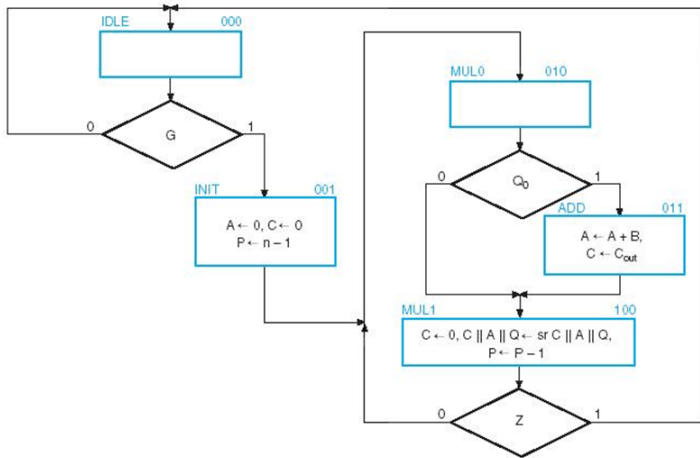 IDLE 000
0 G 1
INIT 001
A ← 0, C ← 0
P ← n – 1
MUL0 010
0 Q₀ 1
ADD 011
A ← A + B,
C ← Cout
MUL1 100
C ← 0, C || A || Q ← sr C || A || Q,
P ← P – 1
0 Z 1